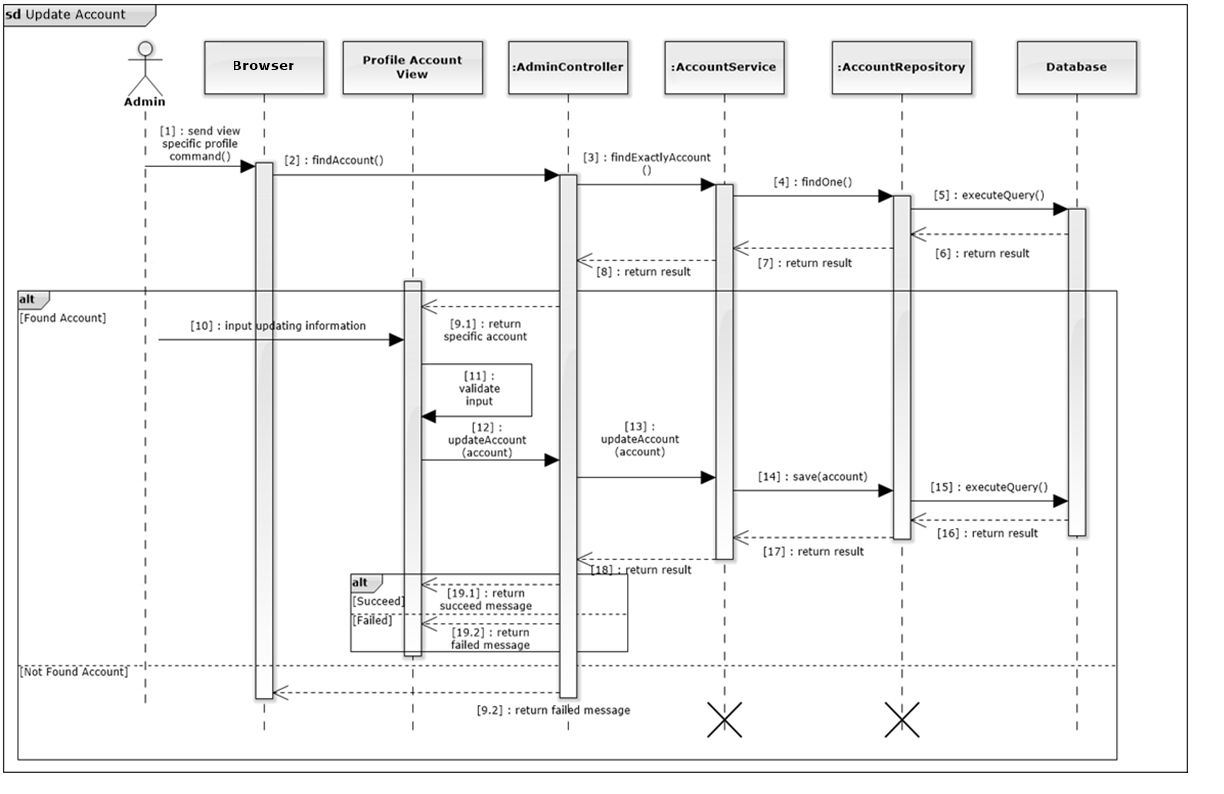 sd Update Account
Admin
Browser
Profile Account
View
:AdminController
:AccountService
:AccountRepository
Database
[1] : send view
specific profile
command()
[2] : findAccount()
[3] : findExactlyAccount
()
[4] : findOne()
[5] : executeQuery()
[6] : return result
[7] : return result
[8] : return result
alt
[Found Account]
[9.1] : return
specific account
[10] : input updating information
[11] :
validate
input
[12] :
updateAccount
(account)
[13] :
updateAccount
(account)
[14] : save(account)
[15] : executeQuery()
[16] : return result
[17] : return result
[18] : return result
alt
[Succeed]
[19.1] : return
succeed message
[Failed]
[19.2] : return
failed message
[Not Found Account]
[9.2] : return failed message